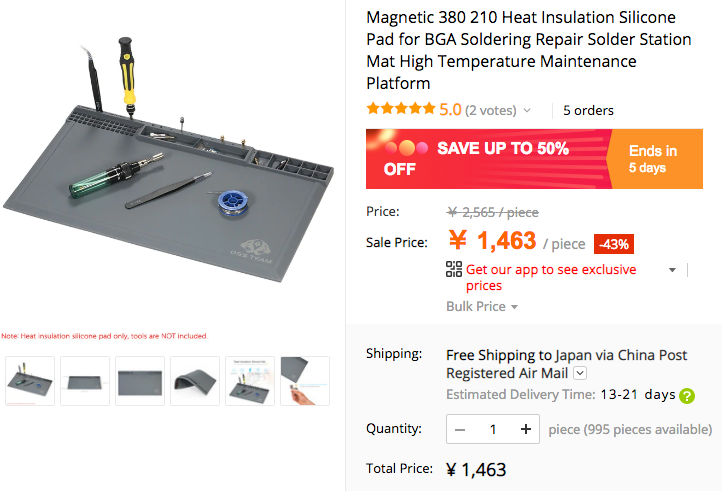 Magnetic 380 210 Heat Insulation Silicone
Pad for BGA Soldering Repair Solder Station
Mat High Temperature Maintenance
Platform
5.0 (2 votes)
5 orders
SAVE UP TO 50%
OFF
Ends in
5 days
Price:
¥ 2,565 / piece
Sale Price:
¥ 1,463 / piece
-43%
Get our app to see exclusive
prices
Bulk Price
OSS TEAM
Note: Heat insulation silicone pad only, tools are NOT included.
Shipping:
Free Shipping to Japan via China Post
Registered Air Mail
Estimated Delivery Time: 13-21 days ?
Quantity:
− 1 +
piece (995 pieces available)
Total Price:
¥ 1,463